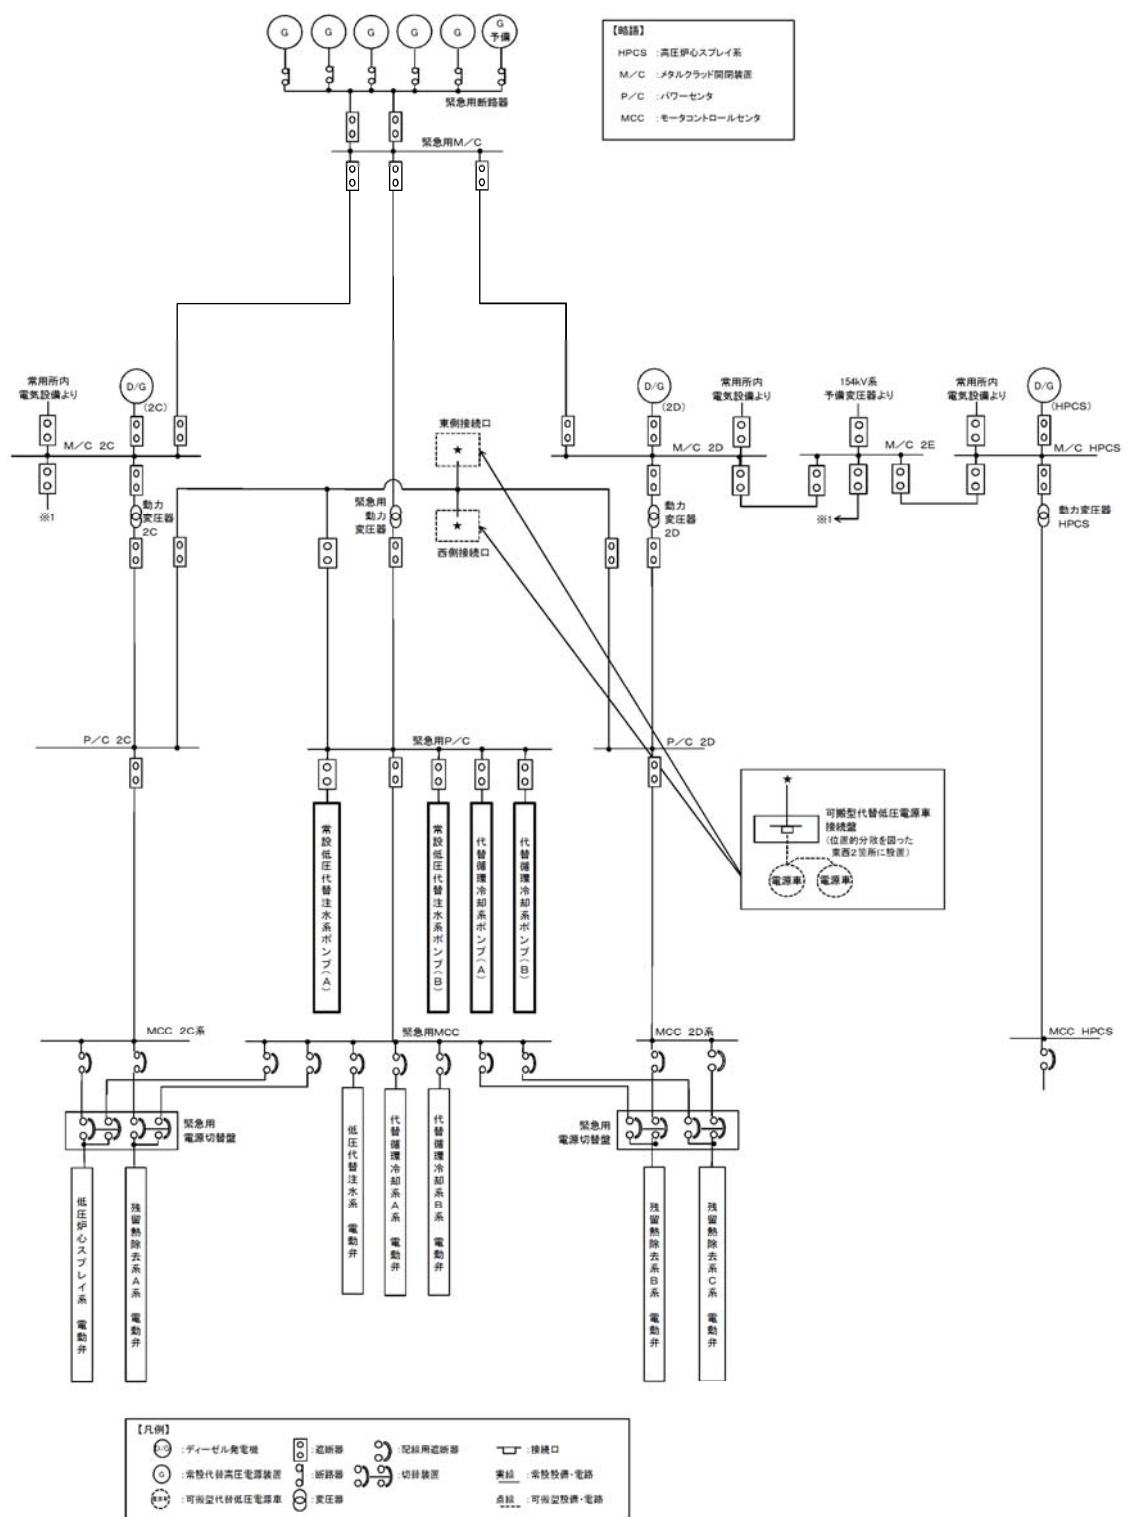 G
G
G
G
G
G
予備
緊急用断路器
【略語】
HPCS :高圧炉心スプレイ系
M/C :メタルクラッド開閉装置
P/C :パワーセンタ
MCC :モータコントロールセンタ
緊急用M/C
常用所内
電気設備より
D/G
(2C)
M/C 2C
※1
動力
変圧器
2C
東側接続口
★
★
西側接続口
緊急用
動力
変圧器
D/G
(2D)
常用所内
電気設備より
M/C 2D
動力
変圧器
2D
154kV系
予備変圧器より
M/C 2E
※1
常用所内
電気設備より
D/G
(HPCS)
M/C HPCS
動力変圧器
HPCS
P/C 2C
緊急用P/C
P/C 2D
常設低圧代替注水系ポンプ(A)
常設低圧代替注水系ポンプ(B)
代替循環冷却系ポンプ(A)
代替循環冷却系ポンプ(B)
★
可搬型代替低圧電源車
接続盤
(位置的分散を図った
東西2箇所に設置)
電源車
電源車
MCC 2C系
緊急用MCC
MCC 2D系
MCC HPCS
緊急用
電源切替盤
緊急用
電源切替盤
低圧炉心スプレイ系 電動弁
残留熱除去系A系 電動弁
低圧代替注水系 電動弁
代替循環冷却系A系 電動弁
代替循環冷却系B系 電動弁
残留熱除去系B系 電動弁
残留熱除去系C系 電動弁
【凡例】
D/G :ディーゼル発電機
:遮断器
:配線用遮断器
:接続口
G :常設代替高圧電源装置
:断路器
:切替装置
実線 :常設設備・電路
電源車 :可搬型代替低圧電源車
:変圧器
点線 :可搬型設備・電路